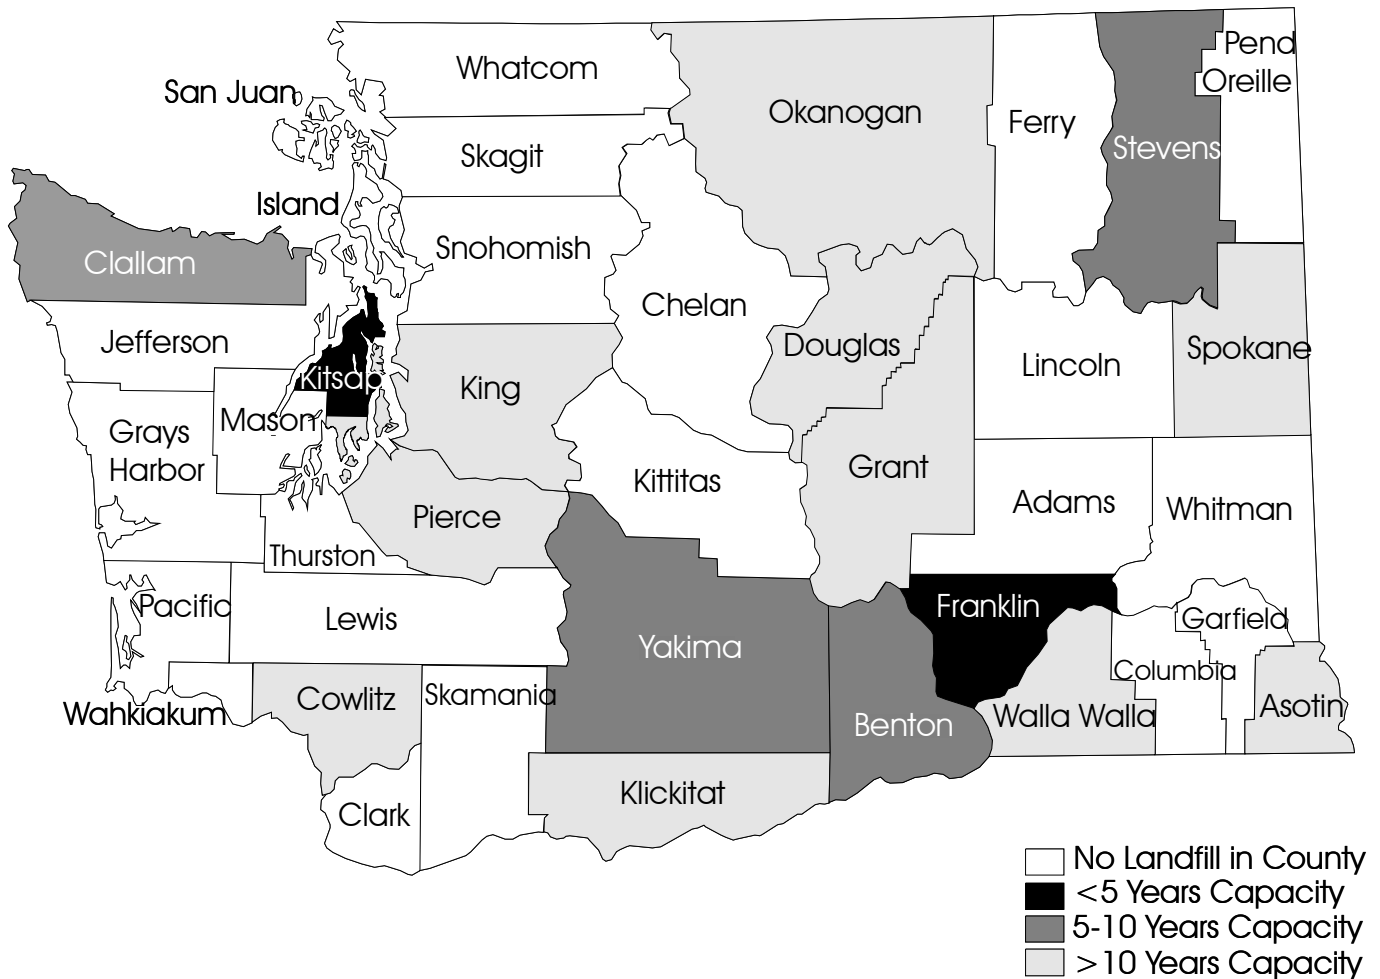 Whatcom
San Juan
Okanogan
Ferry
Stevens
Pend
Oreille
Skagit
Island
Snohomish
Clallam
Chelan
Jefferson
Douglas
Lincoln
Spokane
Kitsap
King
Mason
Grays
Harbor
Kittitas
Grant
Adams
Whitman
Pierce
Thurston
Pacific
Lewis
Yakima
Franklin
Garfield
Columbia
Wahkiakum
Cowlitz
Skamania
Benton
Walla Walla
Asotin
Klickitat
Clark
No Landfill in County
<5 Years Capacity
5-10 Years Capacity
>10 Years Capacity